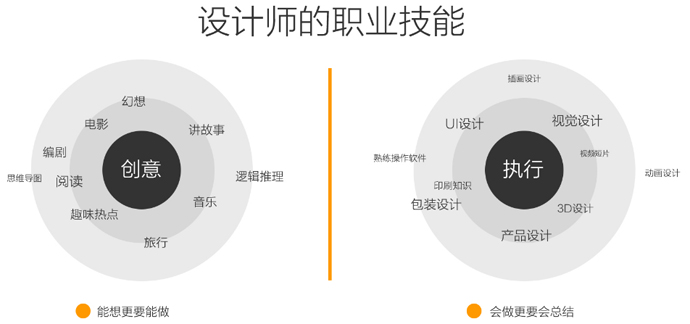 设计师的职业技能
幻想
电影
讲故事
编剧
创意
思维导图
阅读
逻辑推理
音乐
趣味热点
旅行
能想更要能做
插画设计
UI设计
视觉设计
熟练操作软件
视频短片
执行
动画设计
印刷知识
包装设计
3D设计
产品设计
会做更要会总结